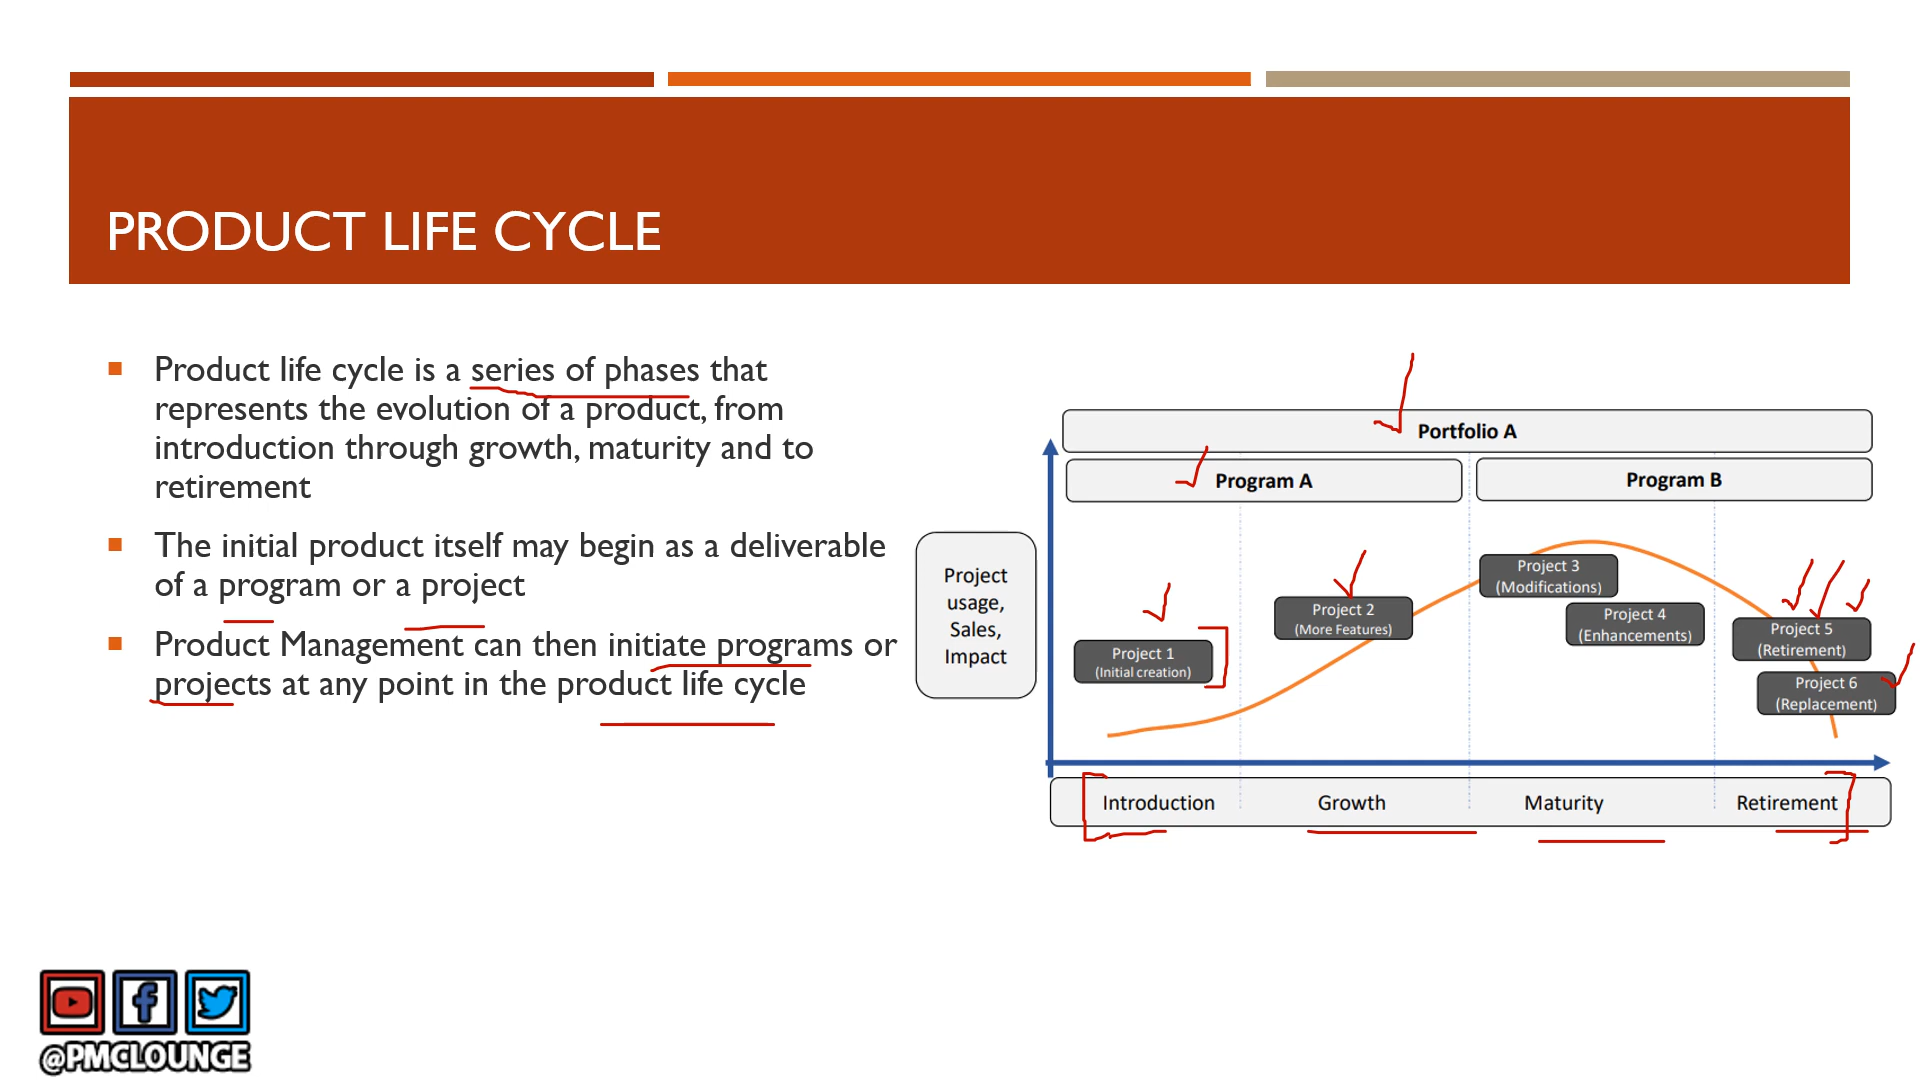 PRODUCT LIFE CYCLE
Product life cycle is a series of phases that
represents the evolution of a product, from
introduction through growth, maturity and to
retirement
The initial product itself may begin as a deliverable
of a program or a project
Product Management can then initiate programs or
projects at any point in the product life cycle
Portfolio A
Program A
Program B
Project
usage,
Sales,
Impact
Project 1
(Initial creation)
Project 2
(More Features)
Project 3
(Modifications)
Project 4
(Enhancements)
Project 5
(Retirement)
Project 6
(Replacement)
Introduction
Growth
Maturity
Retirement
@PMCLOUNGE